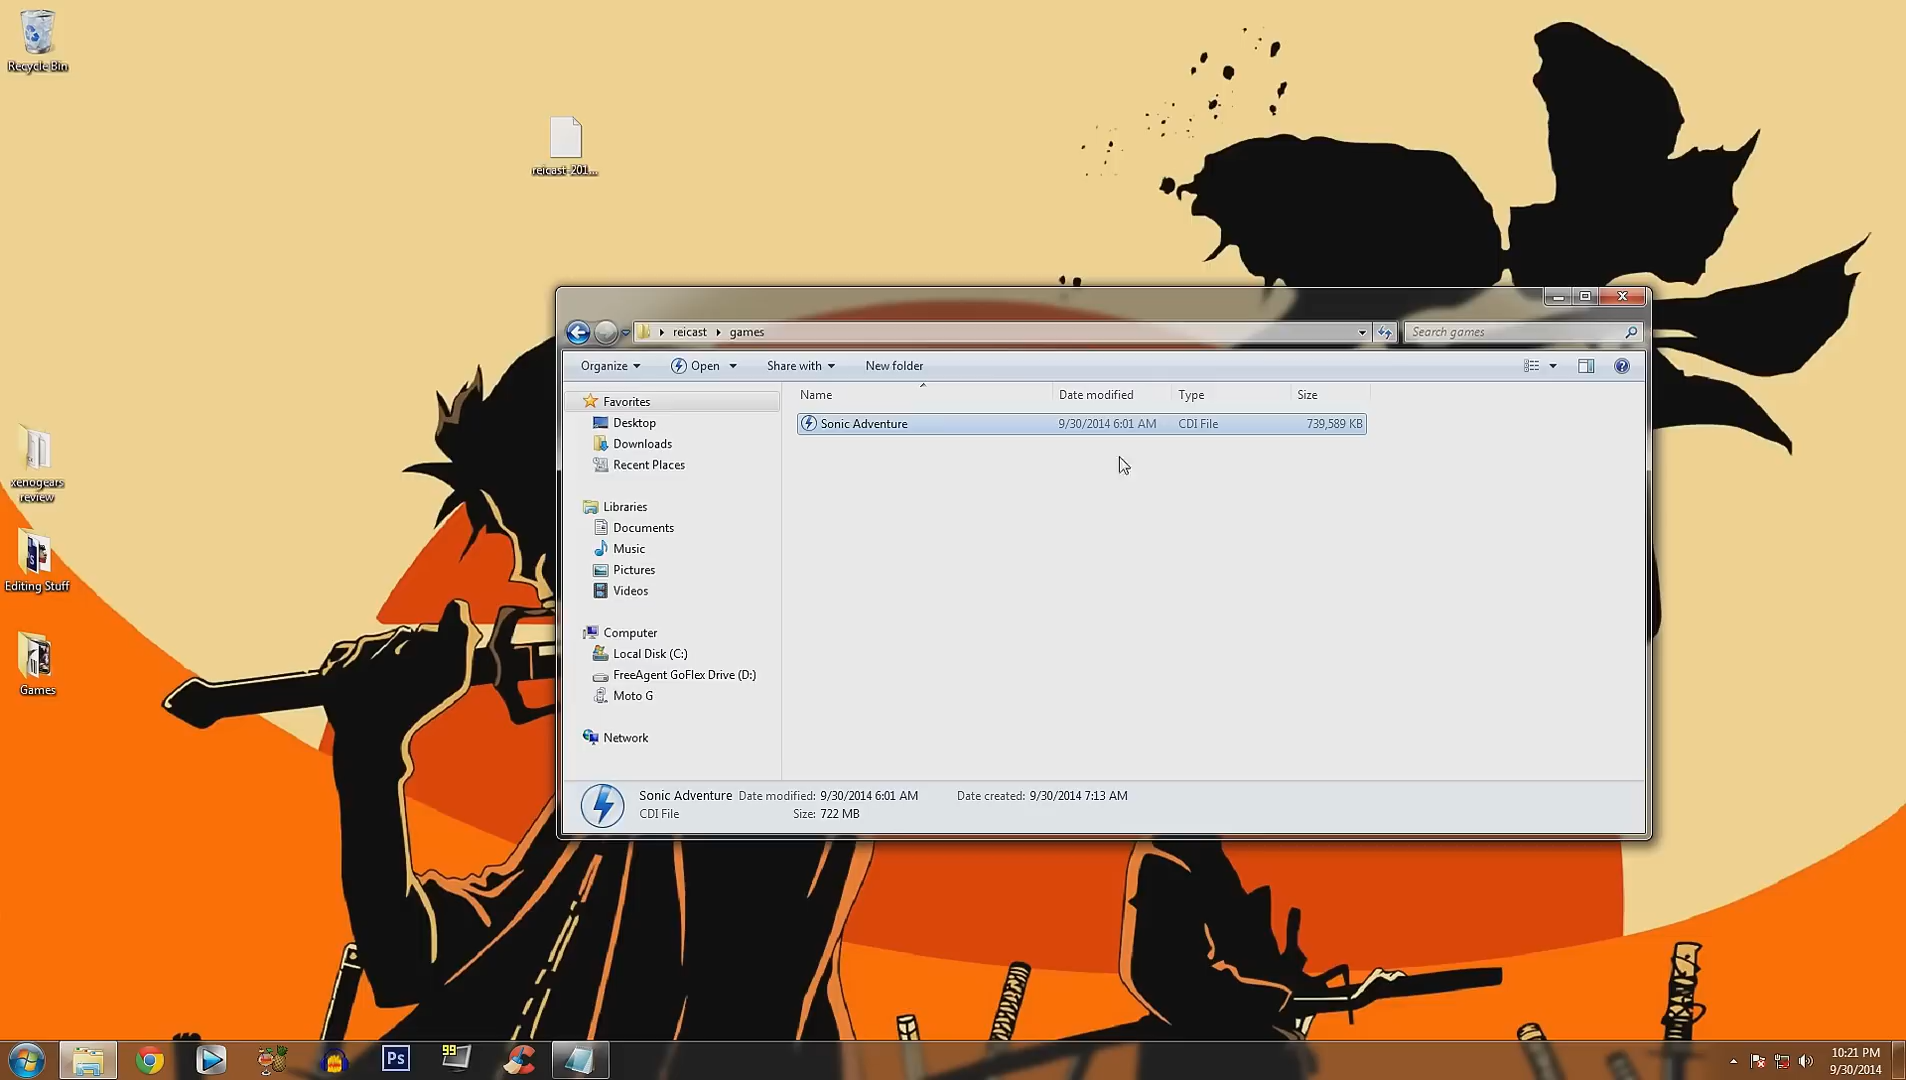 Recycle Bin
reicast-201...
xenogears
review
Editing Stuff
Games
reicast games
Search games
Organize Open Share with New folder
Name Date modified Type Size
Favorites
Desktop
Downloads
Recent Places
Libraries
Documents
Music
Pictures
Videos
Computer
Local Disk (C:)
FreeAgent GoFlex Drive (D:)
Moto G
Network
Sonic Adventure 9/30/2014 6:01 AM CDI File 739,589 KB
Sonic Adventure Date modified: 9/30/2014 6:01 AM Date created: 9/30/2014 7:13 AM
CDI File Size: 722 MB
Ps
99
10:21 PM
9/30/2014